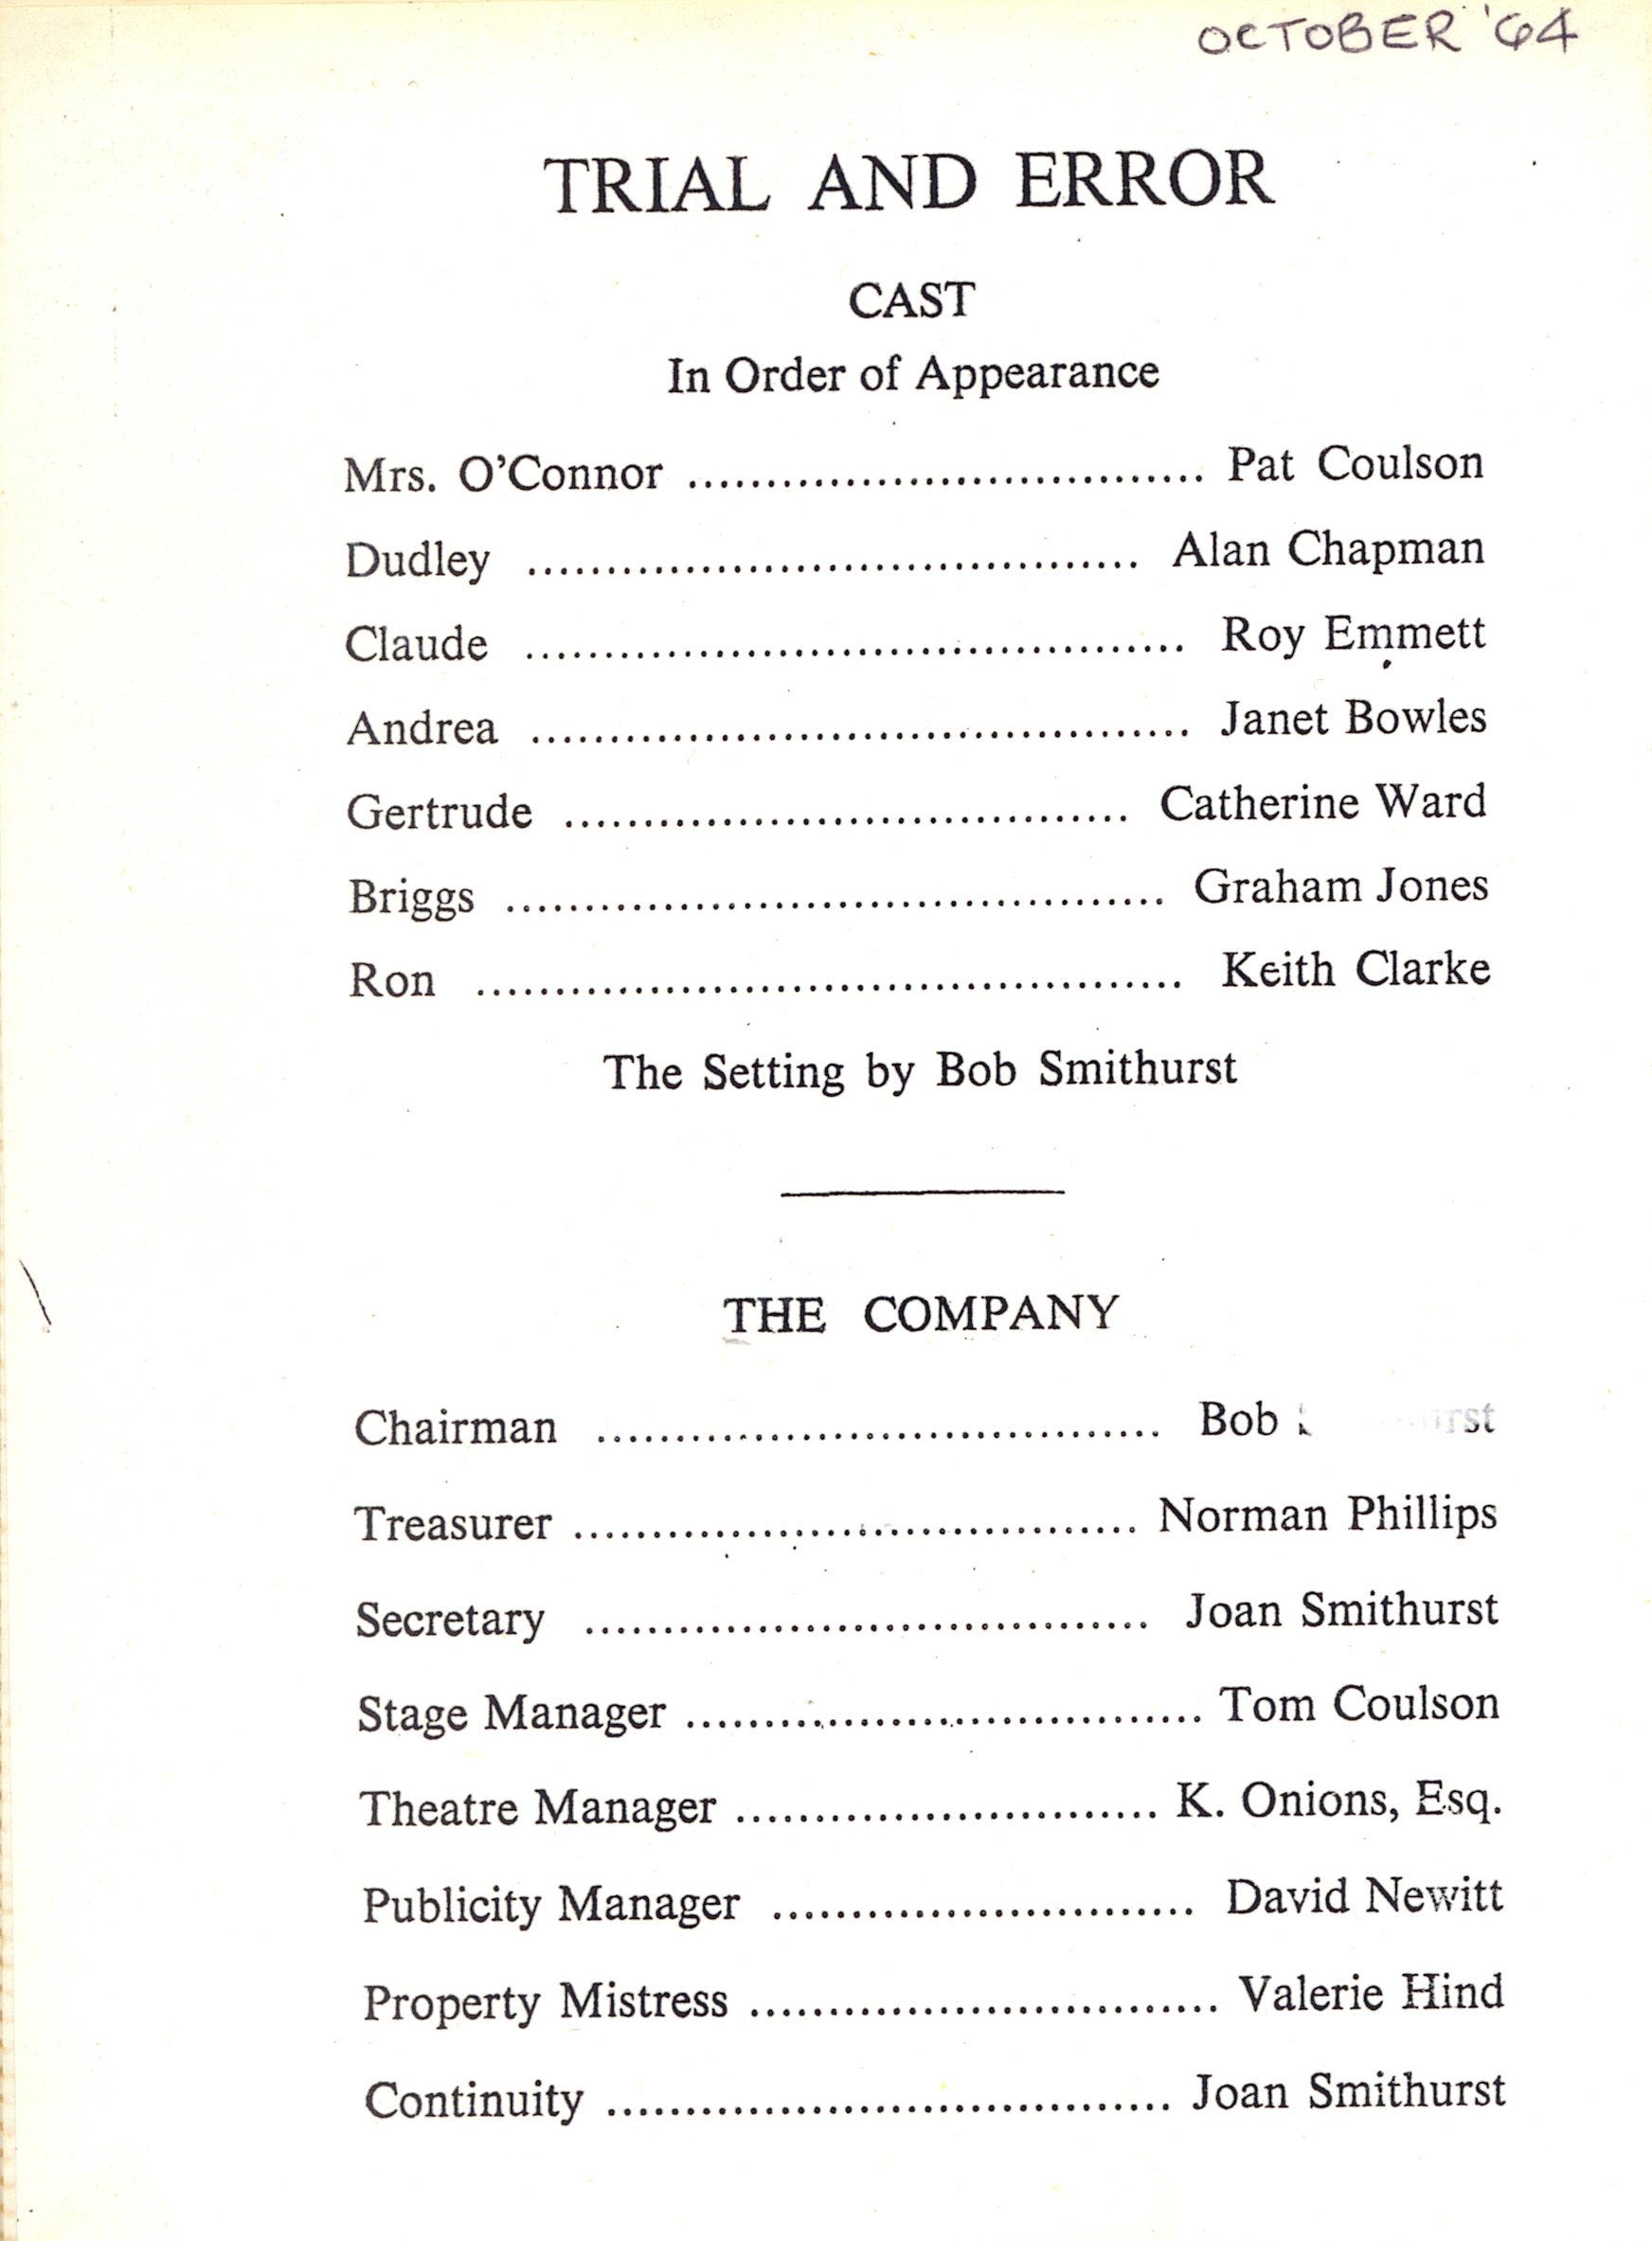 OCTOBER '64
TRIAL AND ERROR
CAST
In Order of Appearance
Mrs. O'Connor ................................. Pat Coulson
Dudley ....................................... Alan Chapman
Claude .......................................... Roy Emmett
Andrea .......................................... Janet Bowles
Gertrude .................................... Catherine Ward
Briggs .......................................... Graham Jones
Ron ............................................. Keith Clarke
The Setting by Bob Smithurst
THE COMPANY
Chairman .................................... Bob
Treasurer .................................... Norman Phillips
Secretary .................................... Joan Smithurst
Stage Manager ................................. Tom Coulson
Theatre Manager ........................... K. Onions, Esq.
Publicity Manager ........................... David Newitt
Property Mistress .............................. Valerie Hind
Continuity .................................... Joan Smithurst